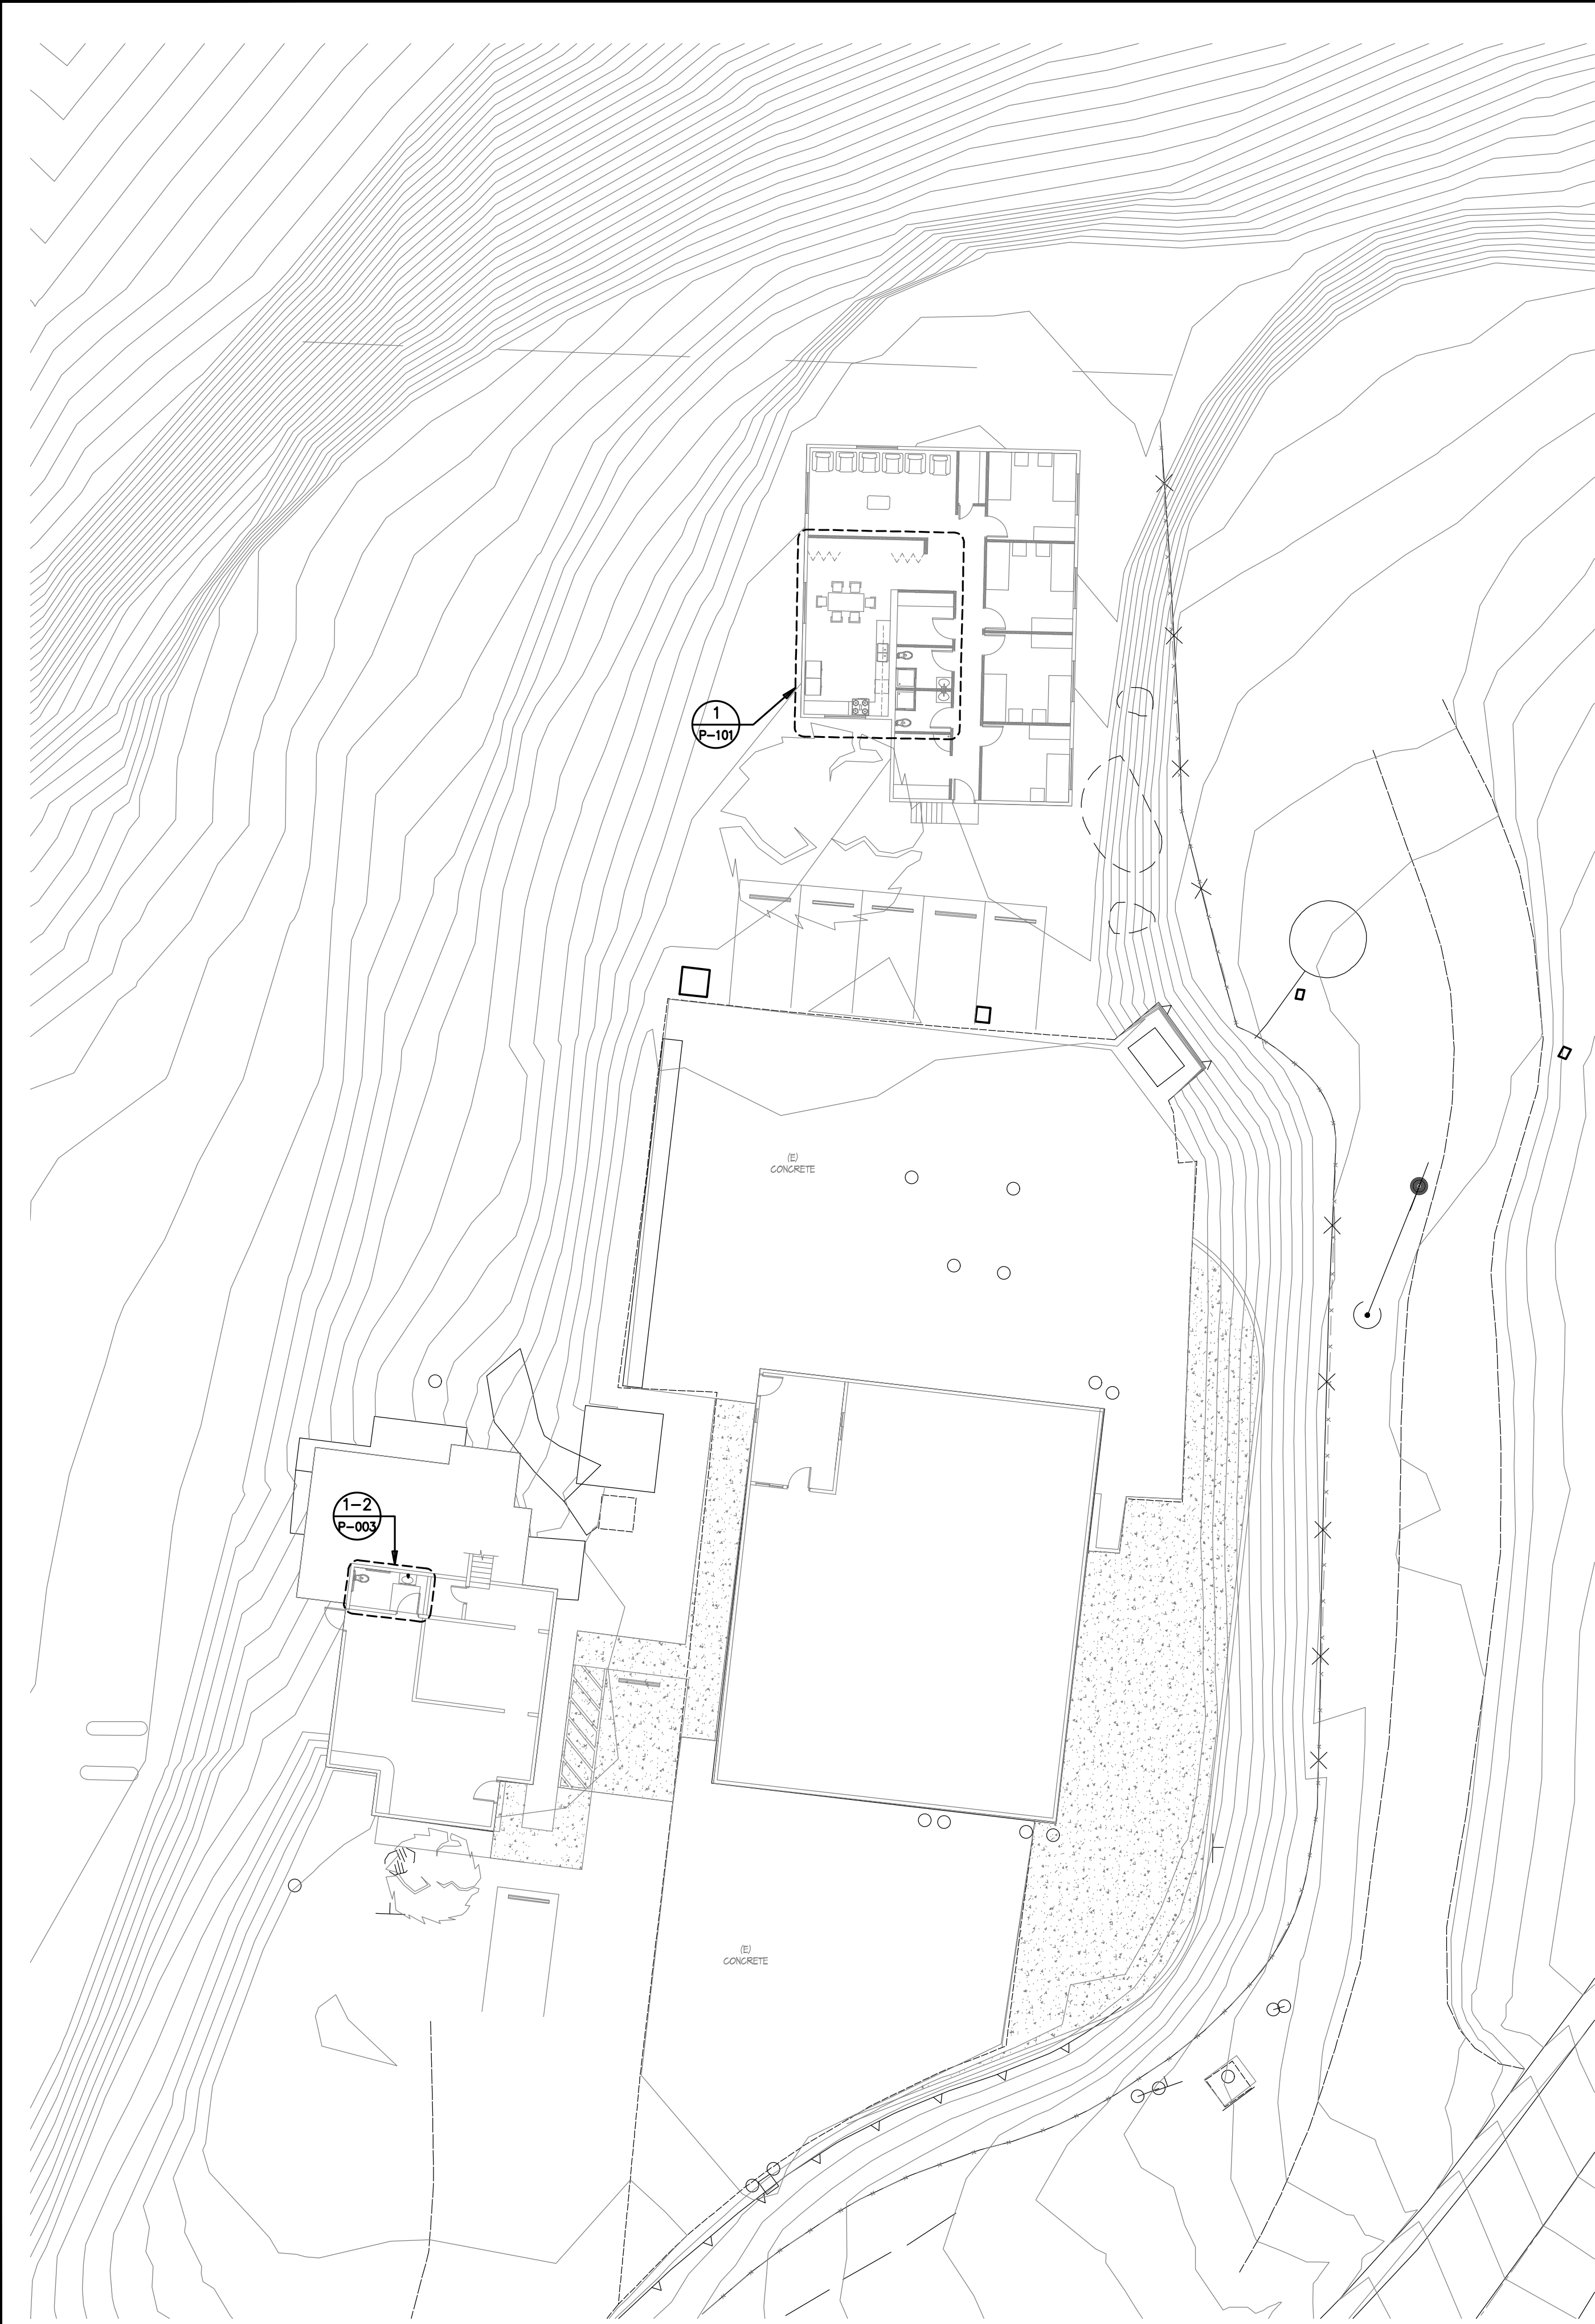 1
P-101
(E)
CONCRETE
1-2
P-003
(E)
CONCRETE